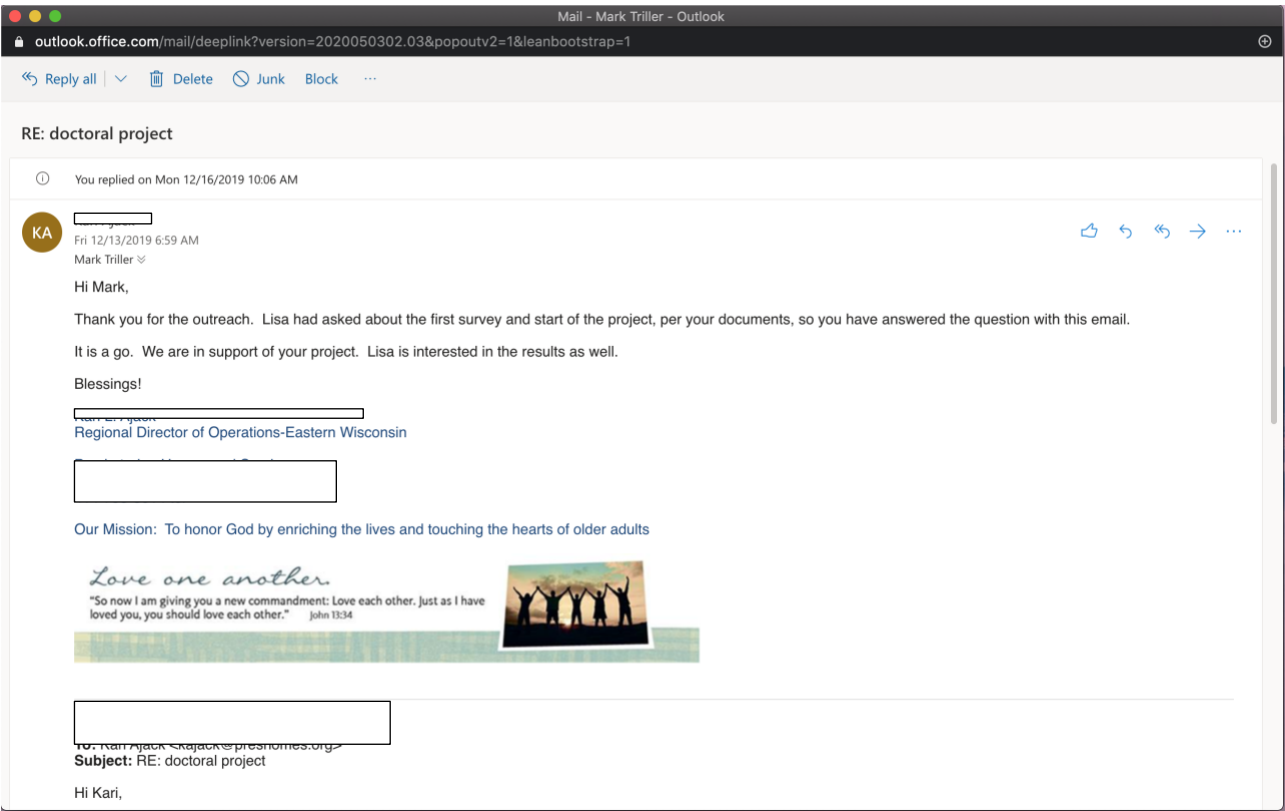 Mail - Mark Triller - Outlook
outlook.office.com/mail/deeplink?version=2020050302.03&popoutv2=1&leanbootstrap=1
Reply all Delete Junk Block ...
RE: doctoral project
You replied on Mon 12/16/2019 10:06 AM
KA
Fri 12/13/2019 6:59 AM
Mark Triller
Hi Mark,
Thank you for the outreach. Lisa had asked about the first survey and start of the project, per your documents, so you have answered the question with this email.
It is a go. We are in support of your project. Lisa is interested in the results as well.
Blessings!
Regional Director of Operations-Eastern Wisconsin
Our Mission: To honor God by enriching the lives and touching the hearts of older adults
Love one another.
"So now I am giving you a new commandment: Love each other. Just as I have
loved you, you should love each other." John 13:34
Subject: RE: doctoral project
Hi Kari,